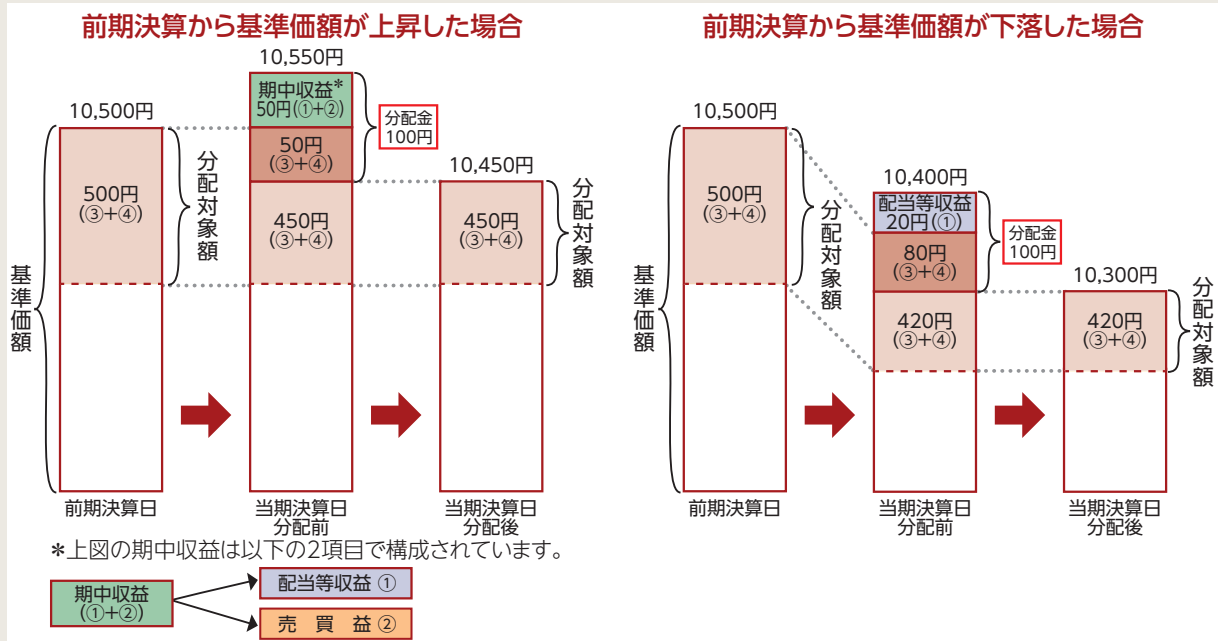 前期決算から基準価額が上昇した場合
10,500円
500円
(③+④)
分配対象額
基準価額
前期決算日
10,550円
期中収益*
50円(①+②)
50円
(③+④)
450円
(③+④)
分配金
100円
当期決算日
分配前
10,450円
450円
(③+④)
分配対象額
当期決算日
分配後
*上図の期中収益は以下の2項目で構成されています。
期中収益
(①+②)
配当等収益 ①
売 買 益 ②
前期決算から基準価額が下落した場合
10,500円
500円
(③+④)
分配対象額
基準価額
前期決算日
10,400円
配当等収益
20円(①)
80円
(③+④)
420円
(③+④)
分配金
100円
当期決算日
分配前
10,300円
420円
(③+④)
分配対象額
当期決算日
分配後